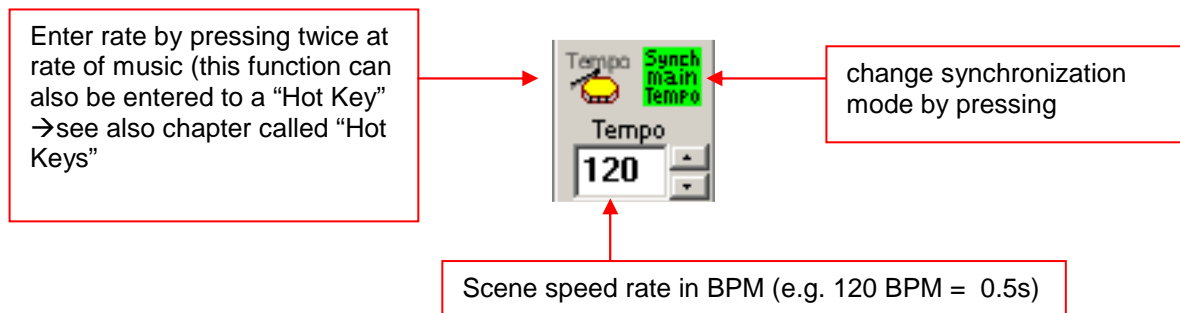 Enter rate by pressing twice at
rate of music (this function can
also be entered to a “Hot Key”
→see also chapter called “Hot
Keys”
Tempo
Synch
main
Tempo
Tempo
120
change synchronization
mode by pressing
Scene speed rate in BPM (e.g. 120 BPM = 0.5s)